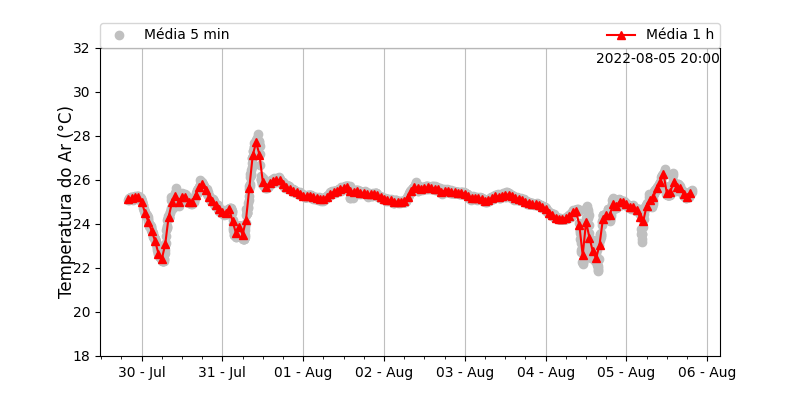 Média 5 min
Média 1 h
2022-08-05 20:00
Temperatura do Ar (°C)
32
30
28
26
24
22
20
18
30 - Jul
31 - Jul
01 - Aug
02 - Aug
03 - Aug
04 - Aug
05 - Aug
06 - Aug